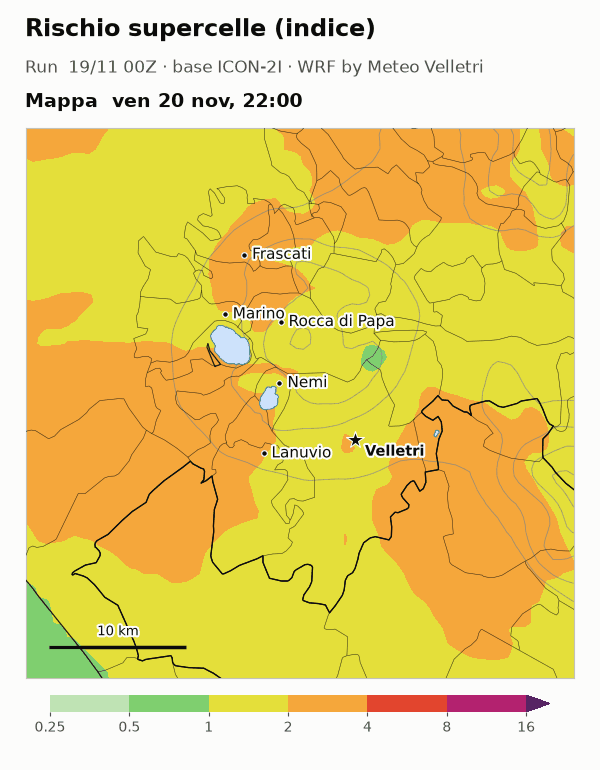 Rischio supercelle (indice)
Run  19/11 00Z · base ICON-2I · WRF by Meteo Velletri
Mappa  ven 20 nov, 22:00
Frascati
Marino
Rocca di Papa
Nemi
Velletri
Lanuvio
10 km
0.25 0.5 1 2 4 8 16